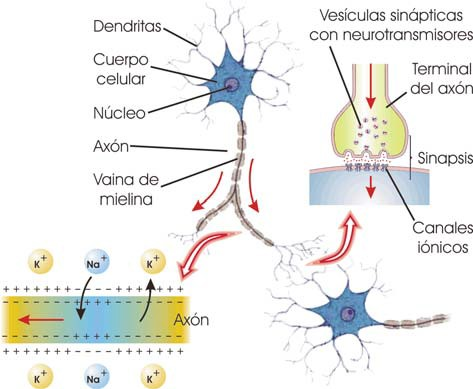 Dendritas
Cuerpo
celular
Núcleo
Axón
Vaina de
mielina
Vesículas sinápticas
con neurotransmisores
Terminal
del axón
Sinapsis
Canales
iónicos
K+ Na+ K+
+ + + + + + + + + + + +
– – – – – – – – – – – –
Axón
– – – – – – – – – – – –
+ + + + + + + + + + + +
K+ Na+ K+